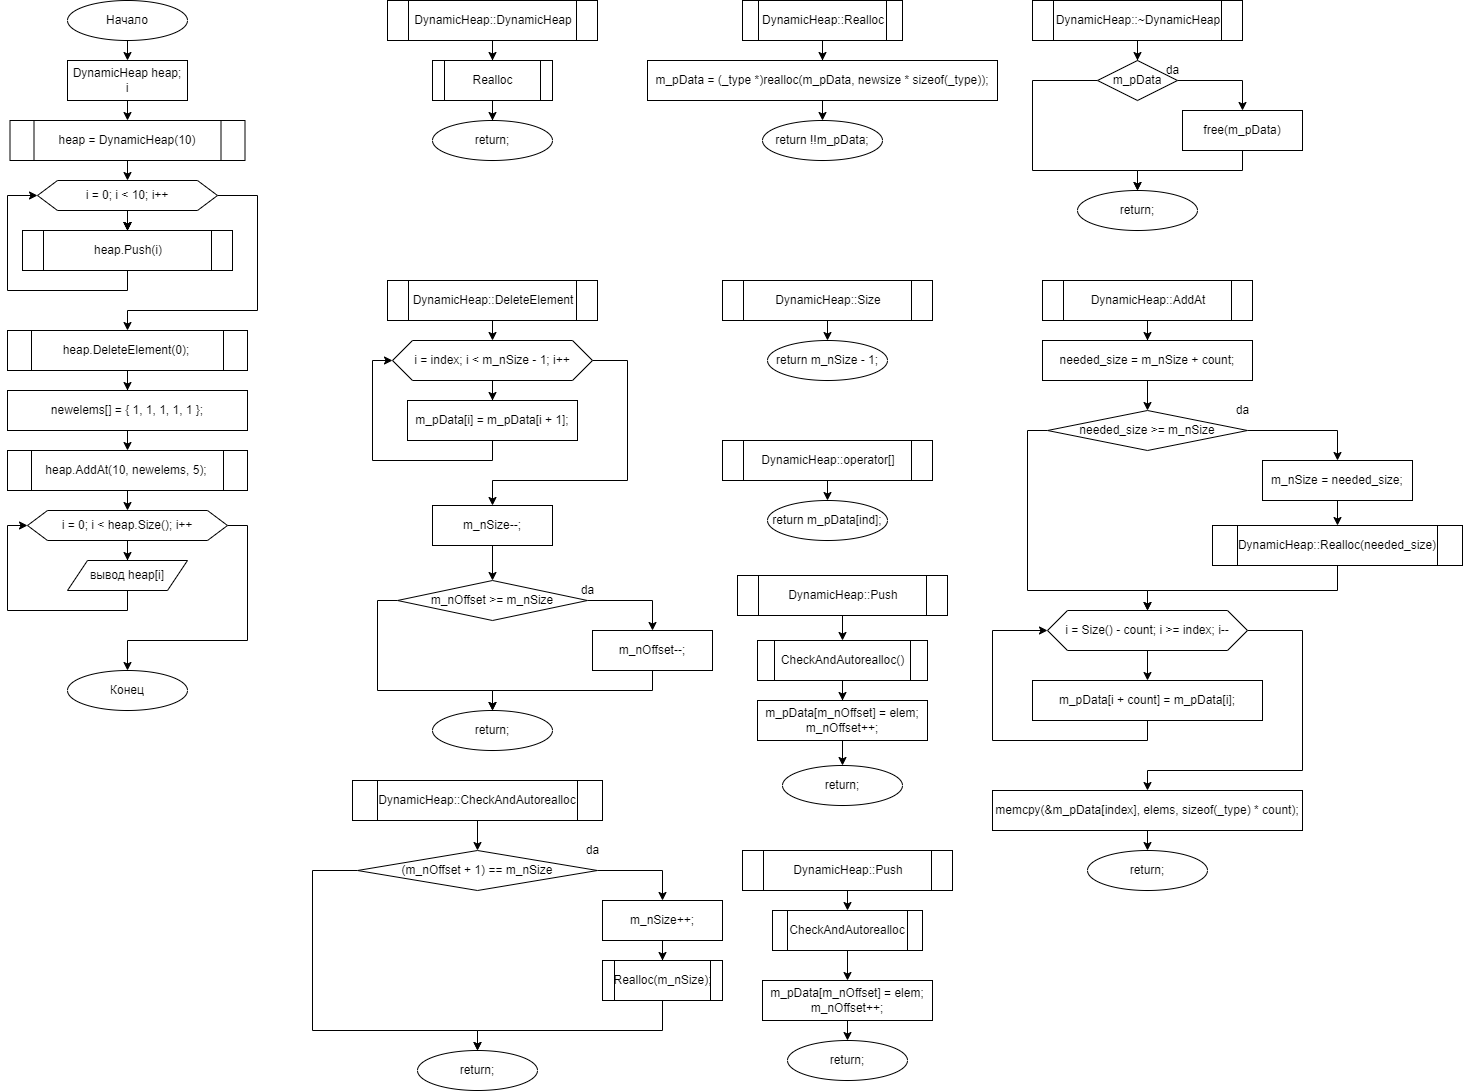 Начало
DynamicHeap heap;
i
heap = DynamicHeap(10)
i = 0; i < 10; i++
heap.Push(i)
heap.DeleteElement(0);
newelems[] = { 1, 1, 1, 1, 1 };
heap.AddAt(10, newelems, 5);
i = 0; i < heap.Size(); i++
вывод heap[i]
Конец
DynamicHeap::DynamicHeap
Realloc
return;
DynamicHeap::Realloc
m_pData = (_type *)realloc(m_pData, newsize * sizeof(_type));
return !!m_pData;
DynamicHeap::~DynamicHeap
m_pData
da
free(m_pData)
return;
DynamicHeap::DeleteElement
i = index; i < m_nSize - 1; i++
m_pData[i] = m_pData[i + 1];
m_nSize--;
m_nOffset >= m_nSize
da
m_nOffset--;
return;
DynamicHeap::Size
return m_nSize - 1;
DynamicHeap::operator[]
return m_pData[ind];
DynamicHeap::Push
CheckAndAutorealloc()
m_pData[m_nOffset] = elem;
m_nOffset++;
return;
DynamicHeap::AddAt
needed_size = m_nSize + count;
needed_size >= m_nSize
da
m_nSize = needed_size;
DynamicHeap::Realloc(needed_size)
i = Size() - count; i >= index; i--
m_pData[i + count] = m_pData[i];
memcpy(&m_pData[index], elems, sizeof(_type) * count);
return;
DynamicHeap::CheckAndAutorealloc
(m_nOffset + 1) == m_nSize
da
m_nSize++;
Realloc(m_nSize);
return;
DynamicHeap::Push
CheckAndAutorealloc
m_pData[m_nOffset] = elem;
m_nOffset++;
return;